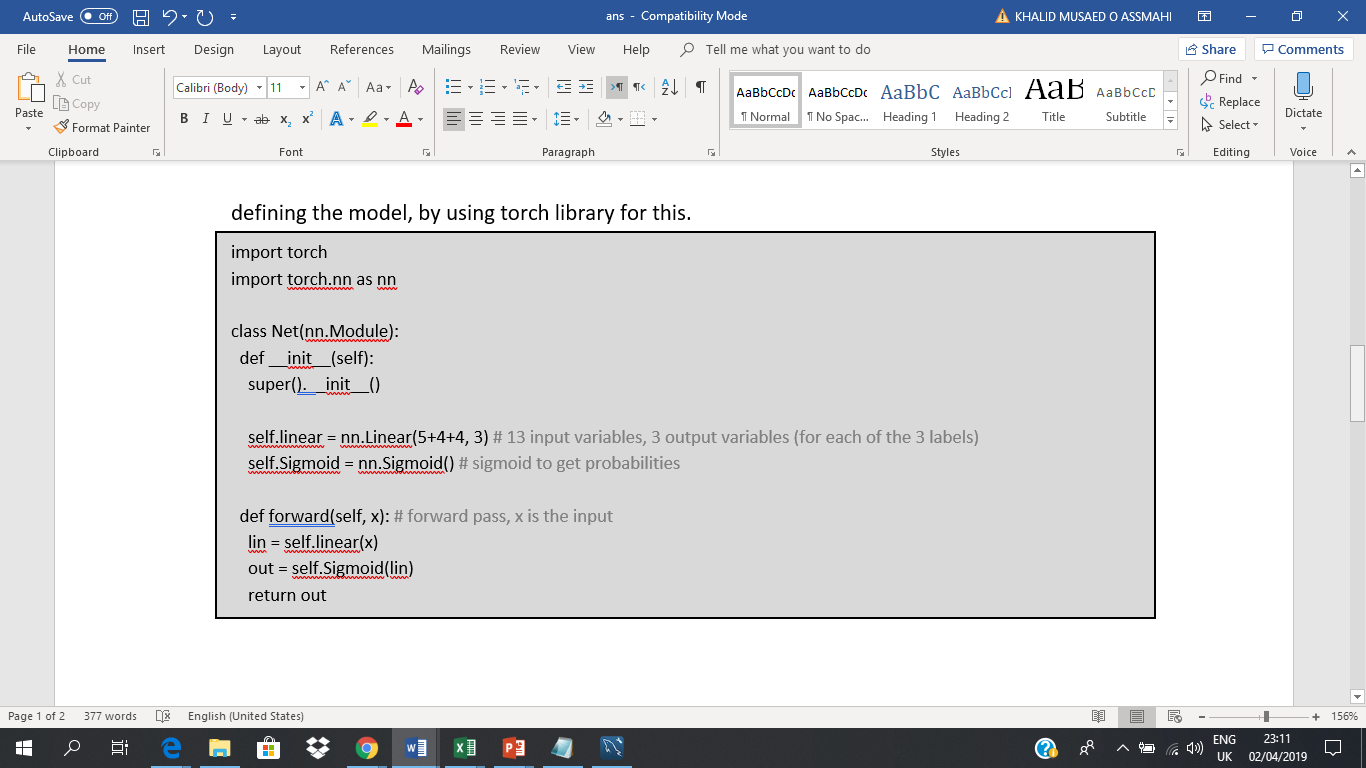 AutoSave Off
ans - Compatibility Mode
KHALID MUSAED O ASSMAHI
File Home Insert Design Layout References Mailings Review View Help Tell me what you want to do Share Comments
Paste
Cut
Copy
Format Painter
Clipboard
Calibri (Body) 11
Font
Paragraph
AaBbCcDc AaBbCcDc AaBbC AaBbCcl AaB AaBbCcD
¶ Normal ¶ No Spac... Heading 1 Heading 2 Title Subtitle
Styles
Find
Replace
Select
Editing
Dictate
Voice
defining the model, by using torch library for this.
import torch
import torch.nn as nn
class Net(nn.Module):
def __init__(self):
super().__init__()
self.linear = nn.Linear(5+4+4, 3) # 13 input variables, 3 output variables (for each of the 3 labels)
self.Sigmoid = nn.Sigmoid() # sigmoid to get probabilities
def forward(self, x): # forward pass, x is the input
lin = self.linear(x)
out = self.Sigmoid(lin)
return out
Page 1 of 2 377 words English (United States) 156%
ENG
UK
23:11
02/04/2019